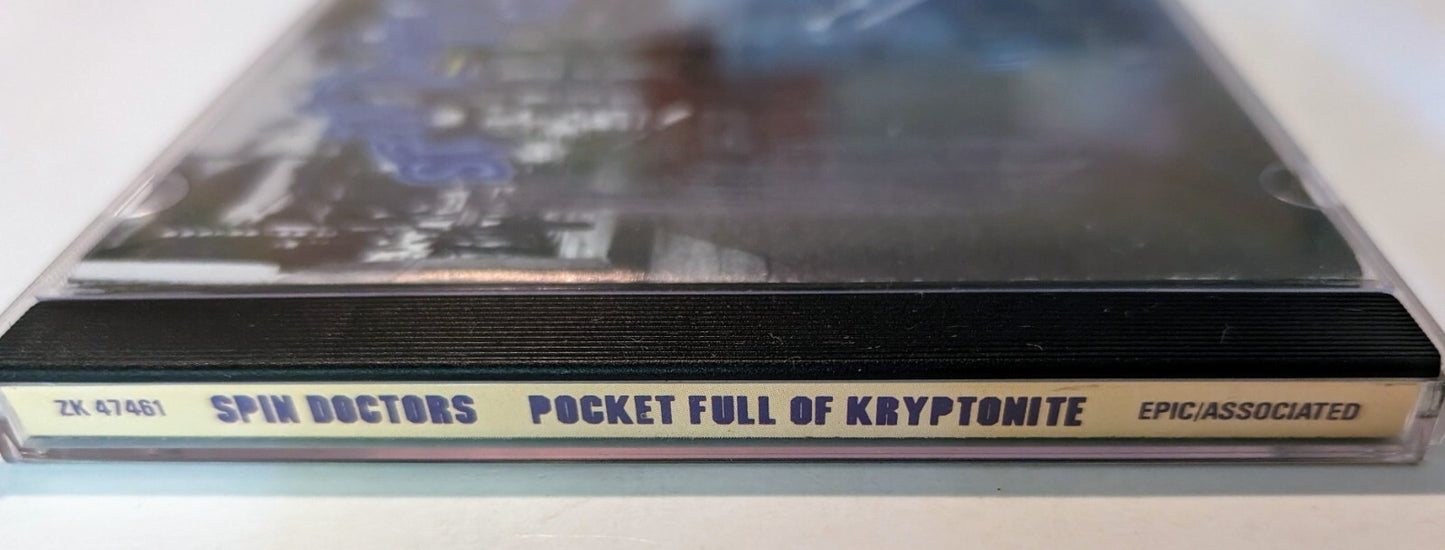 ZK 47461 SPIN DOCTORS POCKET FULL OF KRYPTONITE EPIC/ASSOCIATED